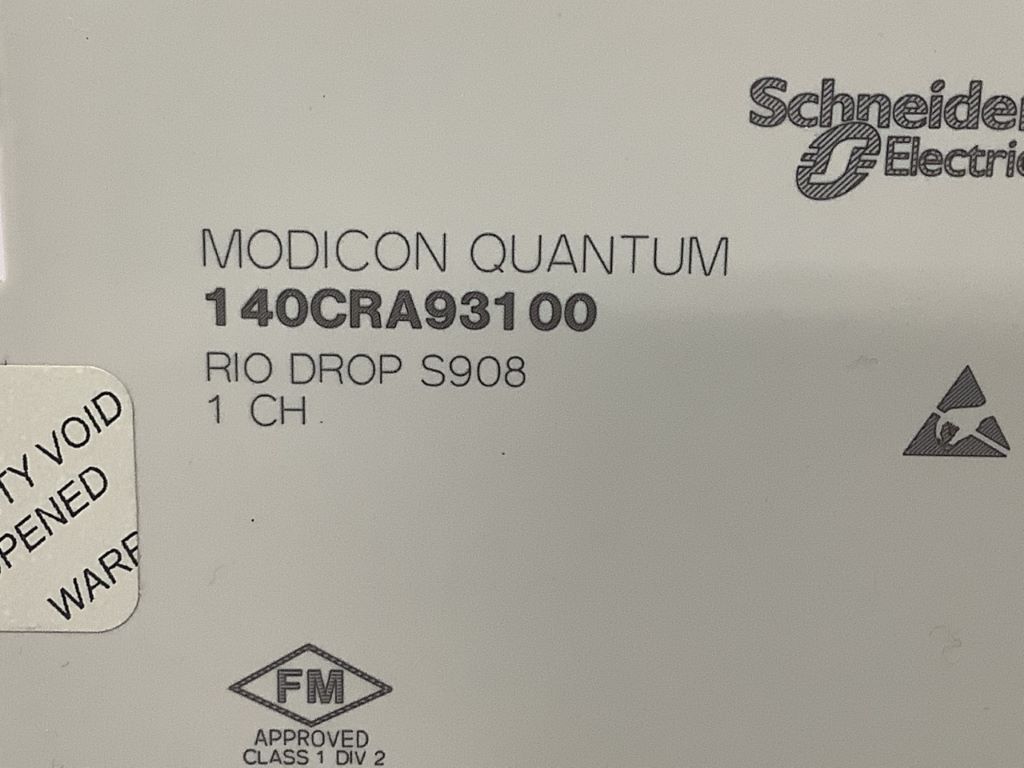 Schneider
Electric
MODICON QUANTUM
140CRA93100
RIO DROP S908
1 CH
TY VOID
PENED
WARR
FM
APPROVED
CLASS 1 DIV 2